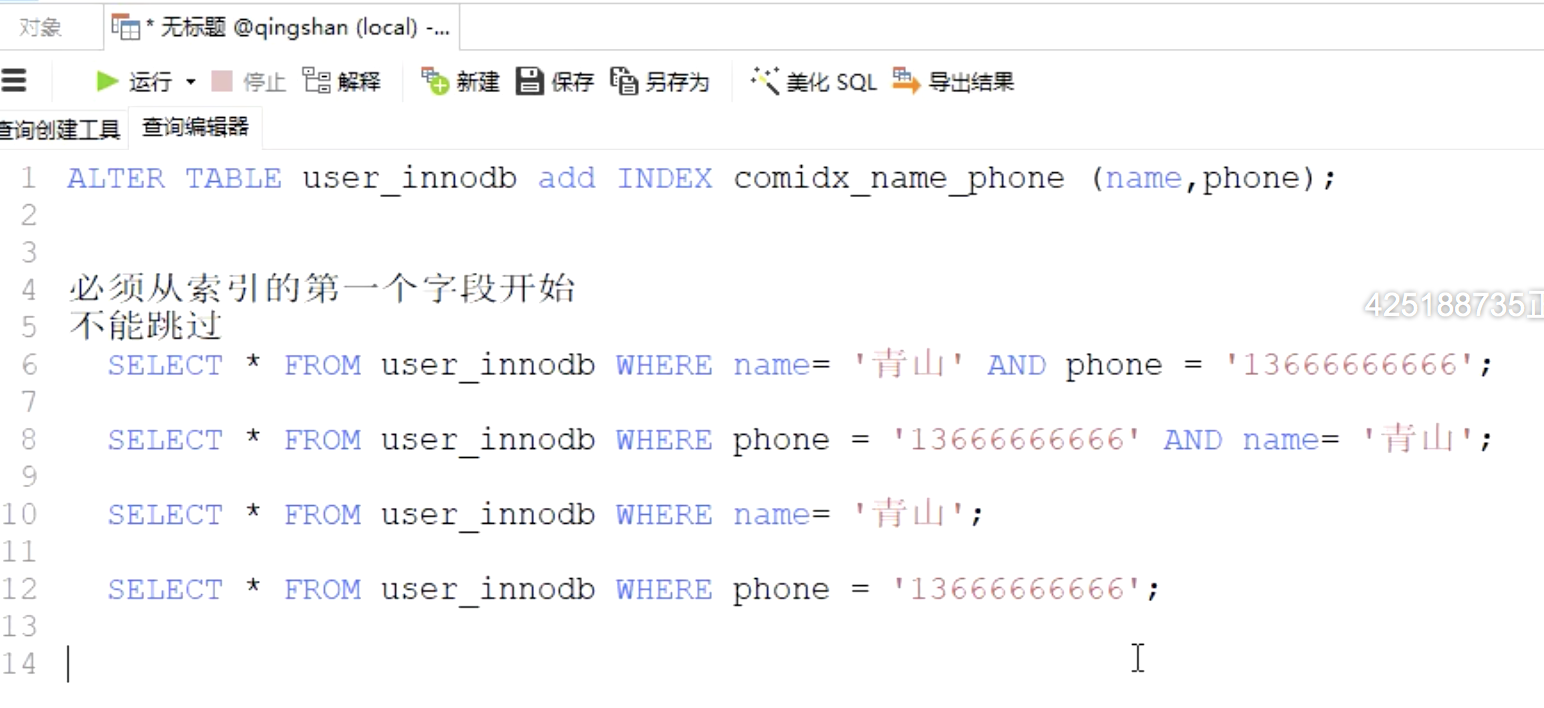 对象
* 无标题 @qingshan (local) -...
运行 停止 解释 新建 保存 另存为 美化 SQL 导出结果
查询创建工具 查询编辑器
1 ALTER TABLE user_innodb add INDEX comidx_name_phone (name,phone);
2
3
4 必须从索引的第一个字段开始
5 不能跳过
425188735
6 SELECT * FROM user_innodb WHERE name= '青山' AND phone = '13666666666';
7
8 SELECT * FROM user_innodb WHERE phone = '13666666666' AND name= '青山';
9
10 SELECT * FROM user_innodb WHERE name= '青山';
11
12 SELECT * FROM user_innodb WHERE phone = '13666666666';
13
14